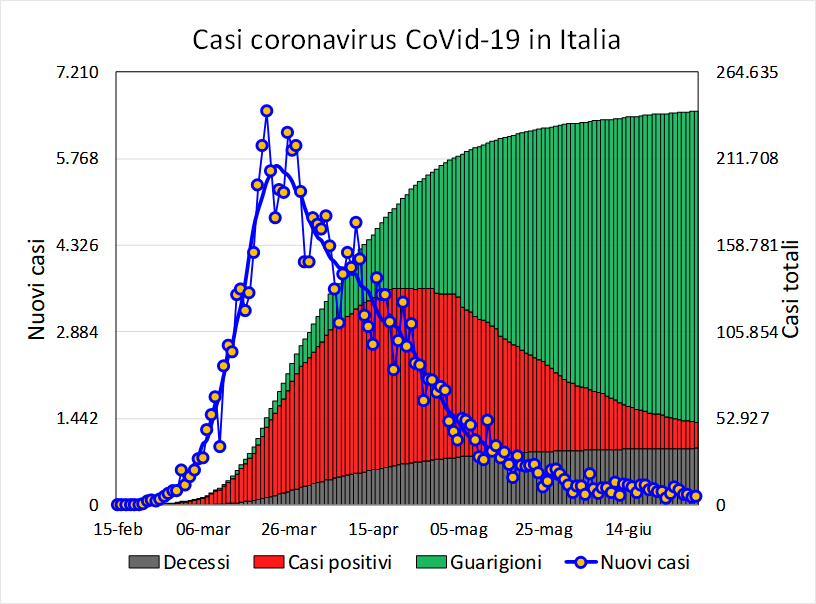 Casi coronavirus CoVid-19 in Italia
7.210
264.635
5.768
211.708
4.326
158.781
Nuovi casi
Casi totali
2.884
105.854
1.442
52.927
0
0
15-feb
06-mar
26-mar
15-apr
05-mag
25-mag
14-giu
Decessi
Casi positivi
Guarigioni
Nuovi casi